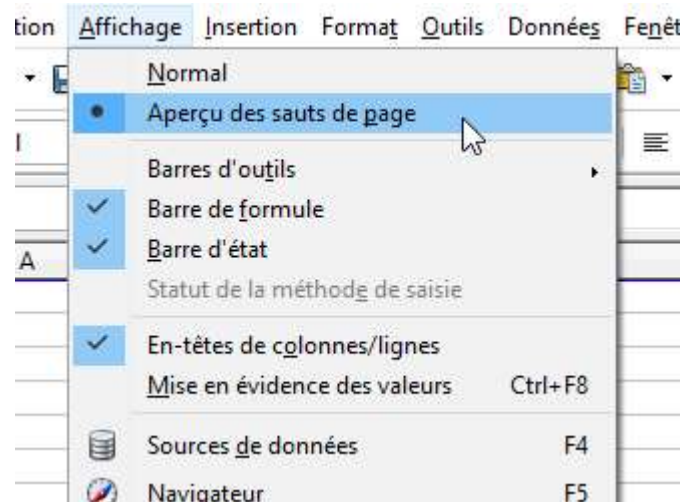 tion Affichage Insertion Format Outils Données Fenêt
Normal
Aperçu des sauts de page
Barres d'outils
Barre de formule
A
Barre d'état
Statut de la méthode de saisie
En-têtes de colonnes/lignes
Mise en évidence des valeurs Ctrl+F8
Sources de données F4
Navigateur F5